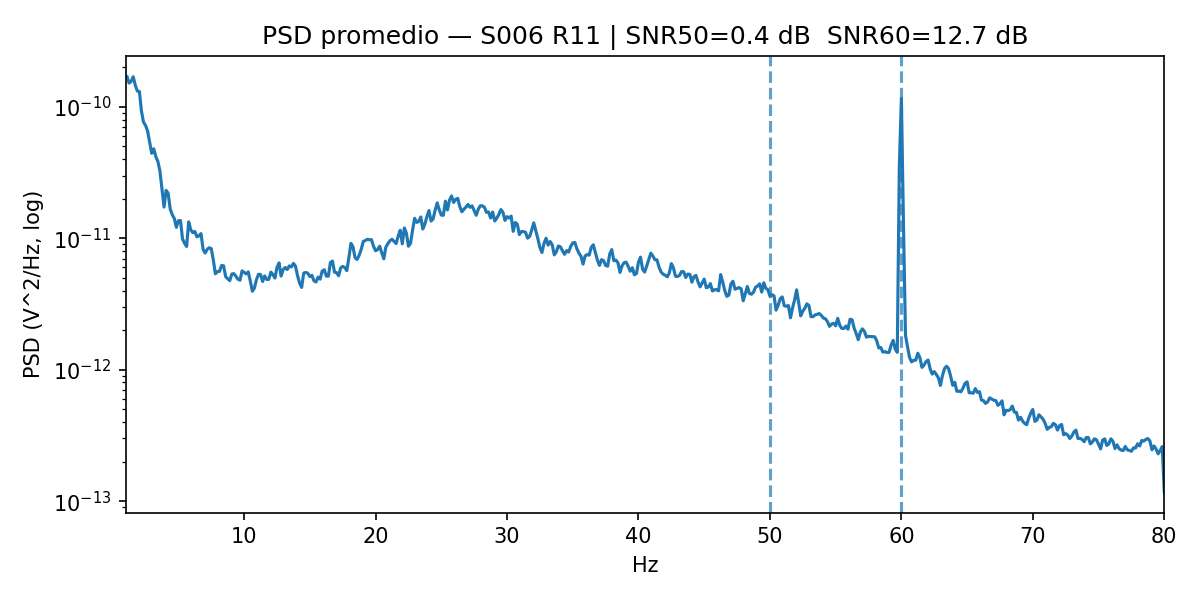 PSD promedio — S006 R11 | SNR50=0.4 dB  SNR60=12.7 dB
PSD (V^2/Hz, log)
10⁻¹⁰
10⁻¹¹
10⁻¹²
10⁻¹³
10 20 30 40 50 60 70 80
Hz